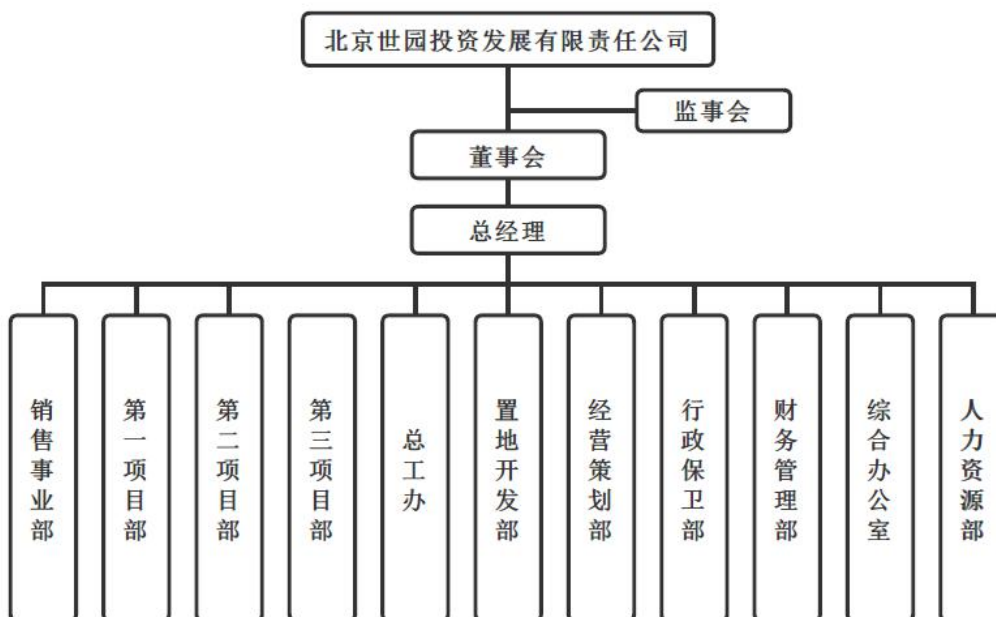 北京世园投资发展有限责任公司
监事会
董事会
总经理
销售事业部
第一项目部
第二项目部
第三项目部
总工办
置地开发部
经营策划部
行政保卫部
财务管理部
综合办公室
人力资源部